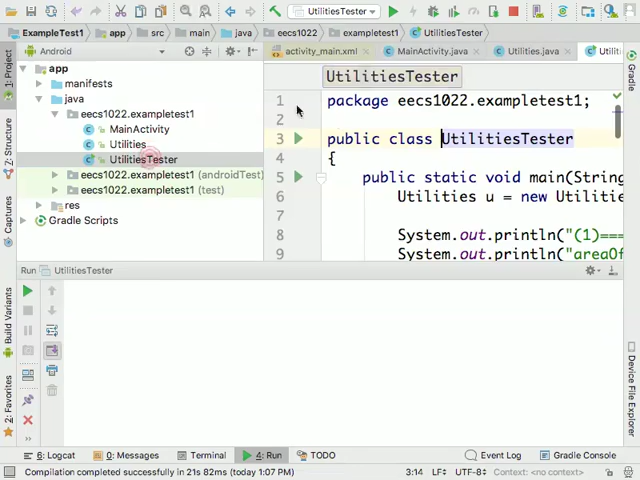 UtilitiesTester
ExampleTest1 app src main java eecs1022 exampletest1 UtilitiesTester
Android
activity_main.xml MainActivity.java Utilities.java Utiliti
1: Project
Z: Structure
Captures
Build Variants
2: Favorites
app
manifests
java
eecs1022.exampletest1
MainActivity
Utilities
UtilitiesTester
eecs1022.exampletest1 (androidTest)
eecs1022.exampletest1 (test)
res
Gradle Scripts
UtilitiesTester
1 package eecs1022.exampletest1;
2
3 public class UtilitiesTester
4 {
5 public static void main(String
6 Utilities u = new Utilitie
7
8 System.out.println("(1)===
9 System.out.println("areaOf
Gradle
Device File Explorer
Run UtilitiesTester
6: Logcat 0: Messages Terminal 4: Run TODO Event Log Gradle Console
Compilation completed successfully in 21s 82ms (today 1:07 PM) 3:14 LF÷ UTF-8÷ Context: <no context>